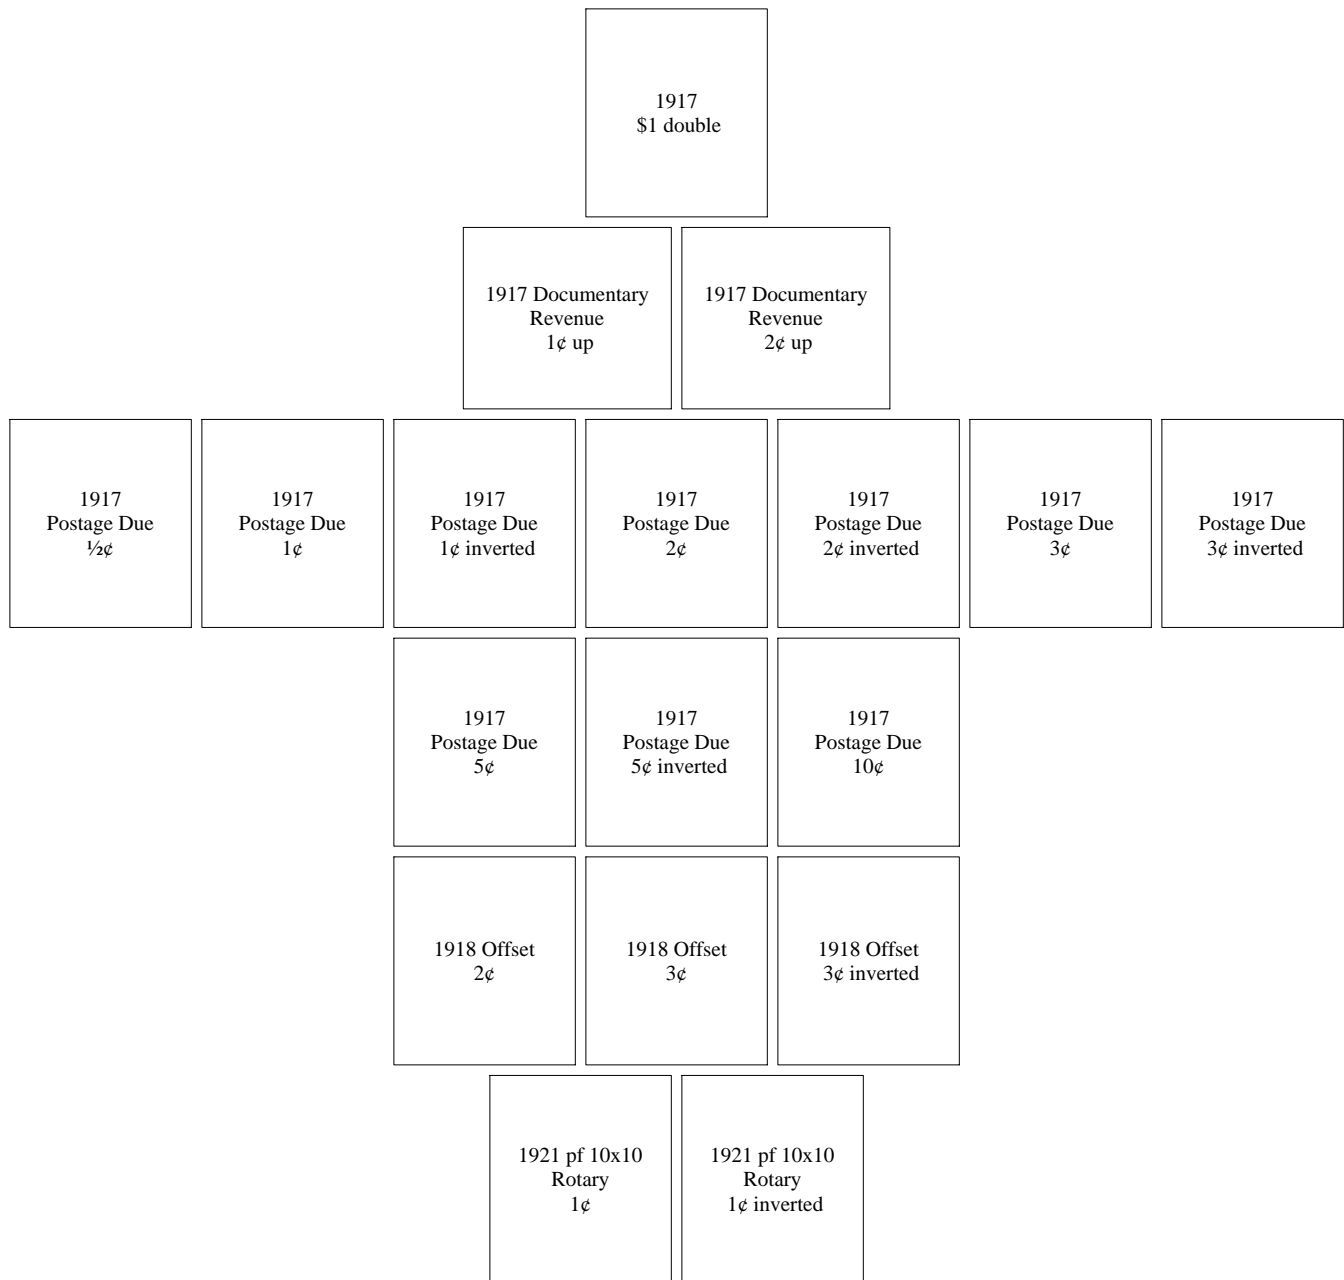 1917
$1 double
1917 Documentary
Revenue
1¢ up
1917 Documentary
Revenue
2¢ up
1917
Postage Due
½¢
1917
Postage Due
1¢
1917
Postage Due
1¢ inverted
1917
Postage Due
2¢
1917
Postage Due
2¢ inverted
1917
Postage Due
3¢
1917
Postage Due
3¢ inverted
1917
Postage Due
5¢
1917
Postage Due
5¢ inverted
1917
Postage Due
10¢
1918 Offset
2¢
1918 Offset
3¢
1918 Offset
3¢ inverted
1921 pf 10x10
Rotary
1¢
1921 pf 10x10
Rotary
1¢ inverted